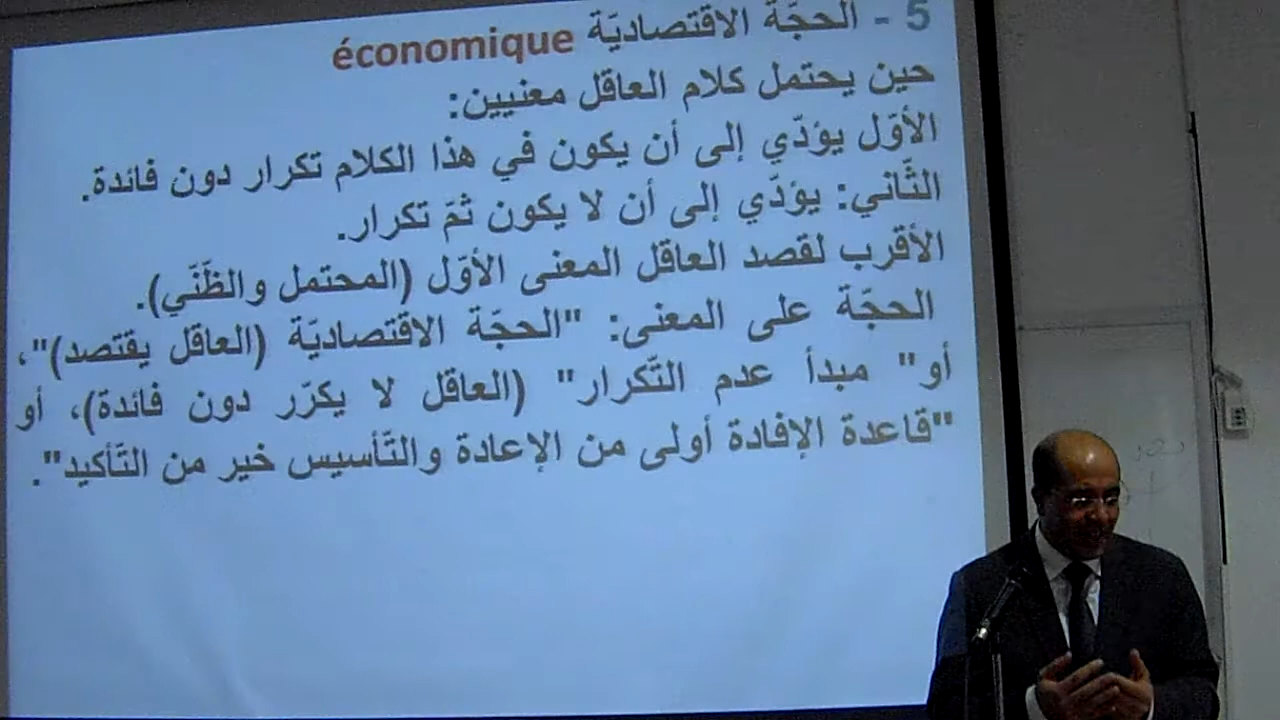 5 - الحجّة الاقتصاديّة économique
حين يحتمل كلام العاقل معنيين:
الأوّل يؤدّي إلى أن يكون في هذا الكلام تكرار دون فائدة.
الثّاني: يؤدّي إلى أن لا يكون ثمّ تكرار.
الأقرب لقصد العاقل المعنى الأوّل (المحتمل والظّنّي).
الحجّة على المعنى: "الحجّة الاقتصاديّة (العاقل يقتصد)"،
أو" مبدأ عدم التّكرار" (العاقل لا يكرّر دون فائدة)، أو
"قاعدة الإفادة أولى من الإعادة والتّأسيس خير من التّأكيد".